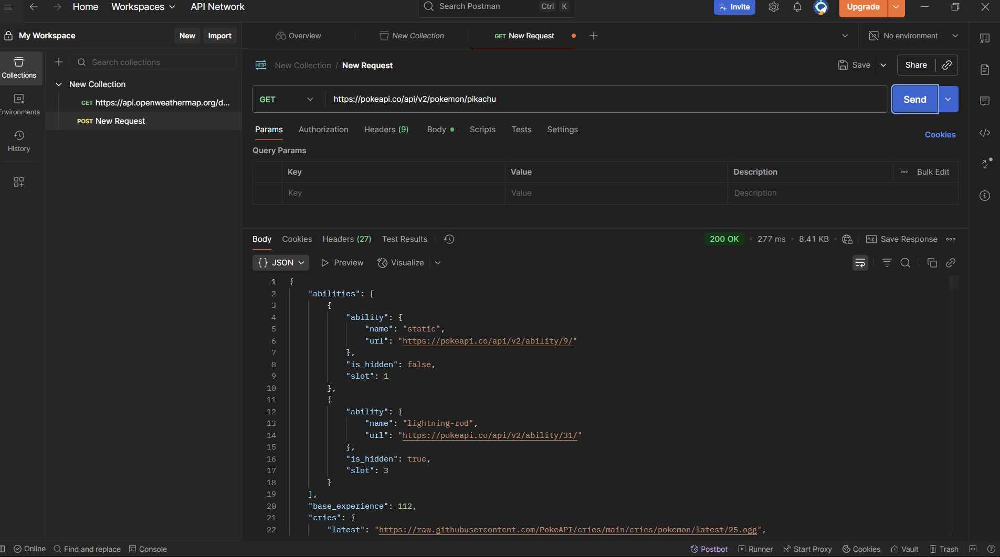 Home Workspaces API Network Search Postman Ctrl K Invite Upgrade
My Workspace New Import Overview New Collection GET New Request No environment
Collections
Search collections
New Collection / New Request Save Share
New Collection
GET https://api.openweathermap.org/d...
POST New Request
Environments
History
GET https://pokeapi.co/api/v2/pokemon/pikachu Send
Params Authorization Headers (9) Body Scripts Tests Settings Cookies
Query Params
Key Value Description Bulk Edit
Key Value Description
Body Cookies Headers (27) Test Results 200 OK 277 ms 8.41 KB e.g. Save Response
{} JSON Preview Visualize
1 {
2 "abilities": [
3 {
4 "ability": {
5 "name": "static",
6 "url": "https://pokeapi.co/api/v2/ability/9/"
7 },
8 "is_hidden": false,
9 "slot": 1
10 },
11 {
12 "ability": {
13 "name": "lightning-rod",
14 "url": "https://pokeapi.co/api/v2/ability/31/"
15 },
16 "is_hidden": true,
17 "slot": 3
18 }
19 ],
20 "base_experience": 112,
21 "cries": {
22 "latest": "https://raw.githubusercontent.com/PokeAPI/cries/main/cries/pokemon/latest/25.ogg",
Online Find and replace Console Postbot Runner Start Proxy Cookies Vault Trash